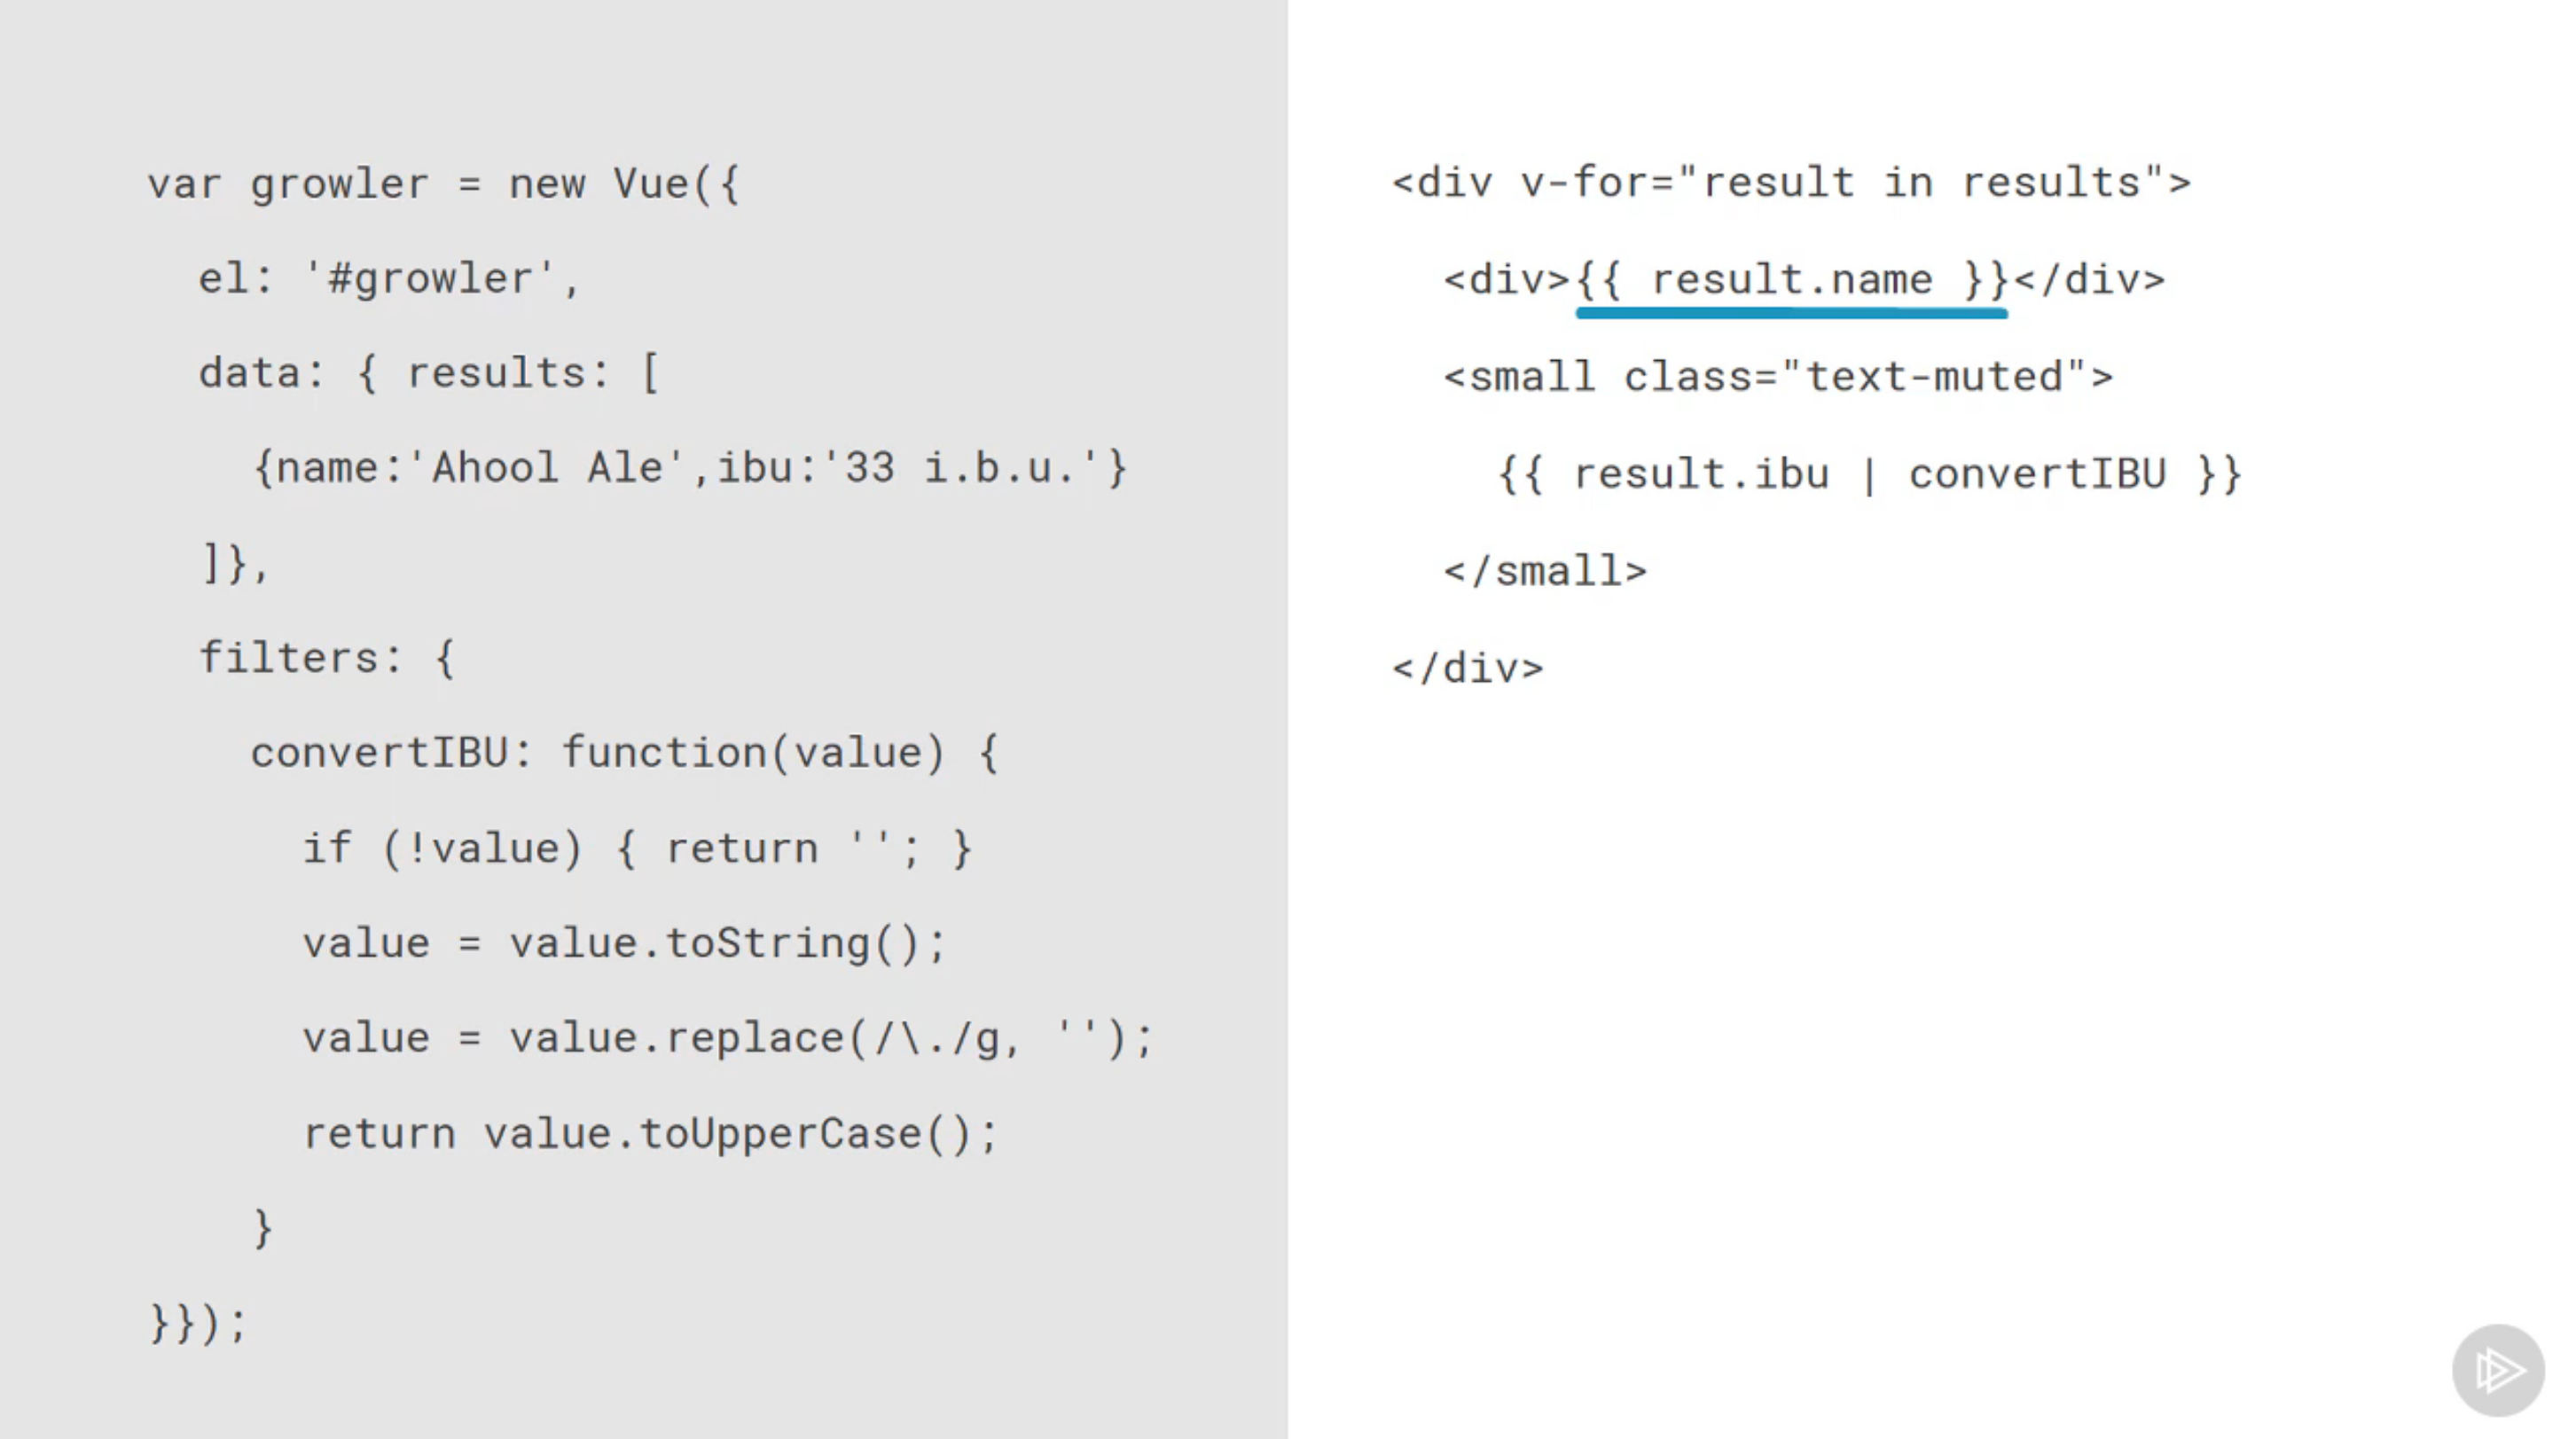 var growler = new Vue({
el: '#growler',
data: { results: [
{name:'Ahool Ale',ibu:'33 i.b.u.'}
]},
filters: {
convertIBU: function(value) {
if (!value) { return ''; }
value = value.toString();
value = value.replace(/\./g, '');
return value.toUpperCase();
}
}});
<div v-for="result in results">
<div>{{ result.name }}</div>
<small class="text-muted">
{{ result.ibu | convertIBU }}
</small>
</div>